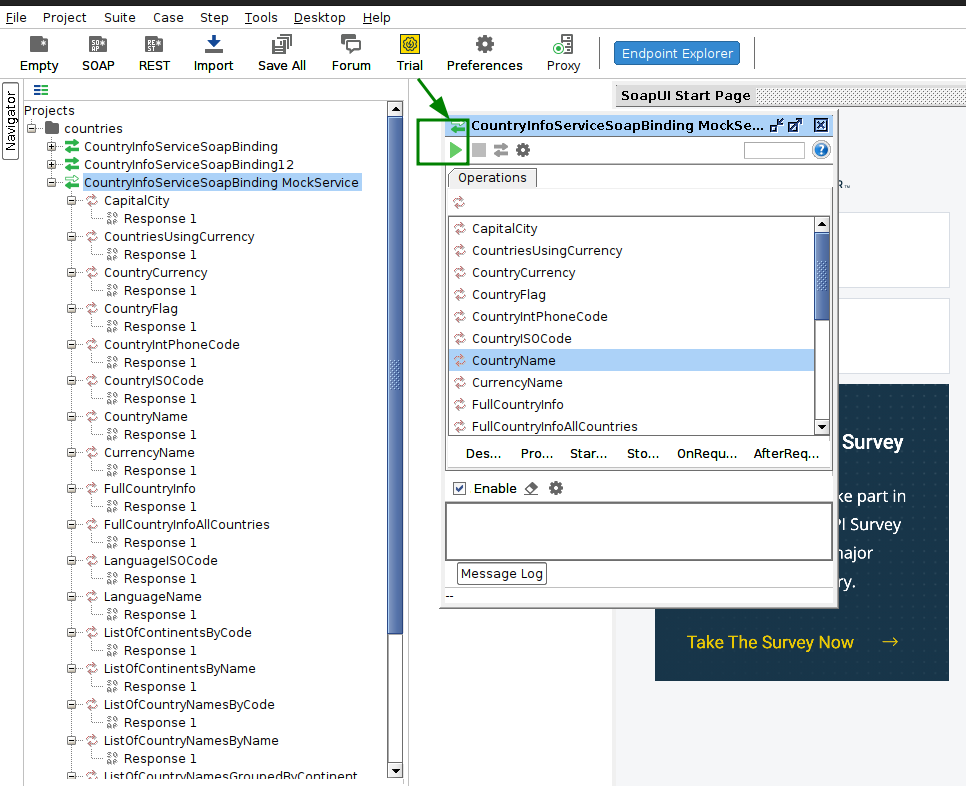 File Project Suite Case Step Tools Desktop Help
Empty SOAP REST Import Save All Forum Trial Preferences Proxy Endpoint Explorer
Navigator
Projects
countries
CountryInfoServiceSoapBinding
CountryInfoServiceSoapBinding12
CountryInfoServiceSoapBinding MockService
CapitalCity
Response 1
CountriesUsingCurrency
Response 1
CountryCurrency
Response 1
CountryFlag
Response 1
CountryIntPhoneCode
Response 1
CountryISOCode
Response 1
CountryName
Response 1
CurrencyName
Response 1
FullCountryInfo
Response 1
FullCountryInfoAllCountries
Response 1
LanguageISOCode
Response 1
LanguageName
Response 1
ListOfContinentsByCode
Response 1
ListOfContinentsByName
Response 1
ListOfCountryNamesByCode
Response 1
ListOfCountryNamesByName
Response 1
ListOfCountryNamesGroupedByContinent
SoapUI Start Page
CountryInfoServiceSoapBinding MockSe...
Operations
CapitalCity
CountriesUsingCurrency
CountryCurrency
CountryFlag
CountryIntPhoneCode
CountryISOCode
CountryName
CurrencyName
FullCountryInfo
FullCountryInfoAllCountries
Des... Pro... Star... Sto... OnRequ... AfterReq...
Enable
Message Log
--
Survey
ke part in
PI Survey
major
ry.
Take The Survey Now →